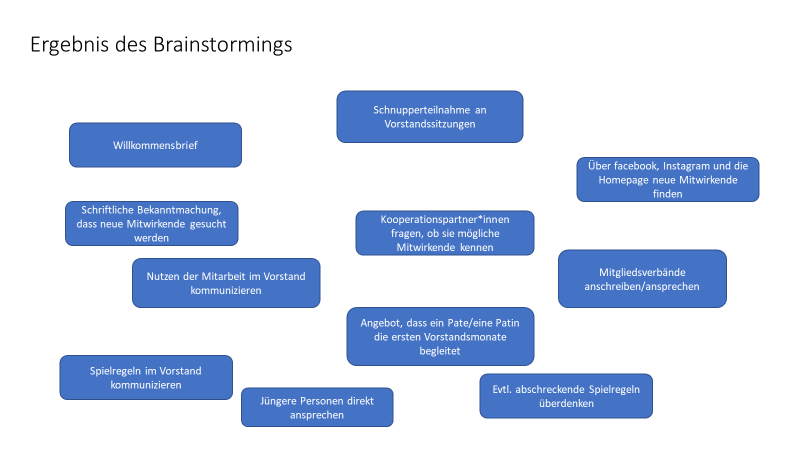 Ergebnis des Brainstormings
Schnupperteilnahme an
Vorstandssitzungen
Willkommensbrief
Über facebook, Instagram und die
Homepage neue Mitwirkende
finden
Schriftliche Bekanntmachung,
dass neue Mitwirkende gesucht
werden
Kooperationspartner*innen
fragen, ob sie mögliche
Mitwirkende kennen
Nutzen der Mitarbeit im Vorstand
kommunizieren
Mitgliedsverbände
anschreiben/ansprechen
Angebot, dass ein Pate/eine Patin
die ersten Vorstandsmonate
begleitet
Spielregeln im Vorstand
kommunizieren
Jüngere Personen direkt
ansprechen
Evtl. abschreckende Spielregeln
überdenken